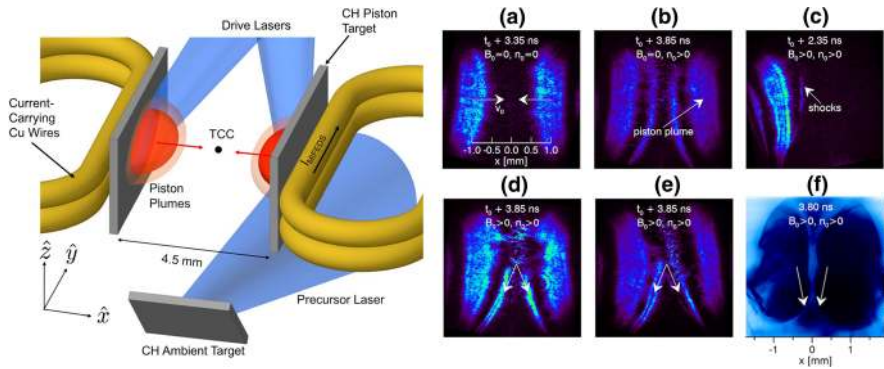 Drive Lasers
CH Piston
Target
Current-
Carrying
Cu Wires
TCC
I_MIFEDS
Piston
Plumes
4.5 mm
Precursor Laser
CH Ambient Target
ẑ
ŷ
x̂
(a)
t₀ + 3.35 ns
B₀=0, n₀=0
v₀
-1.0 -0.5 0.0 0.5 1.0
x [mm]
(b)
t₀ + 3.85 ns
B₀=0, n₀>0
piston plume
(c)
t₀ + 2.35 ns
B₀>0, n₀>0
shocks
(d)
t₀ + 3.85 ns
B₀>0, n₀>0
(e)
t₀ + 3.85 ns
B₀>0, n₀>0
(f)
3.80 ns
B₀>0, n₀>0
-1 0 1
x [mm]